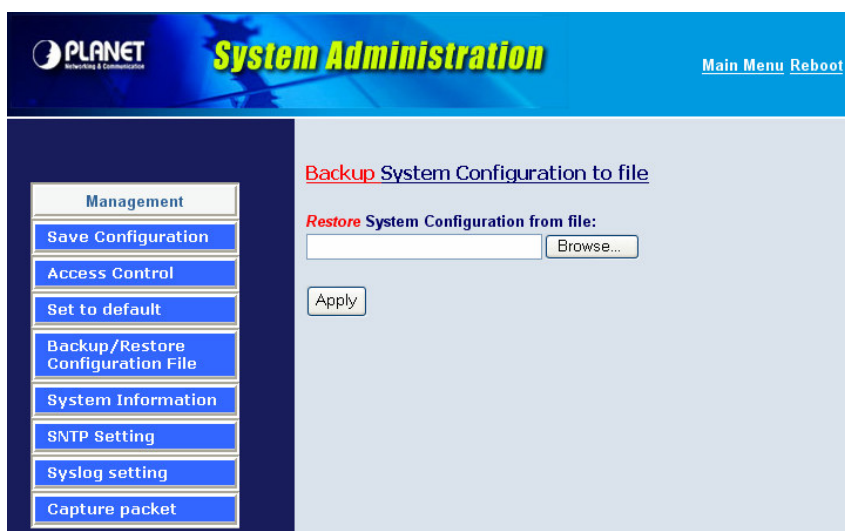 PLANET
Networking & Communication
System Administration
Main Menu Reboot
Management
Save Configuration
Access Control
Set to default
Backup/Restore
Configuration File
System Information
SNTP Setting
Syslog setting
Capture packet
Backup System Configuration to file
Restore System Configuration from file:
Browse...
Apply